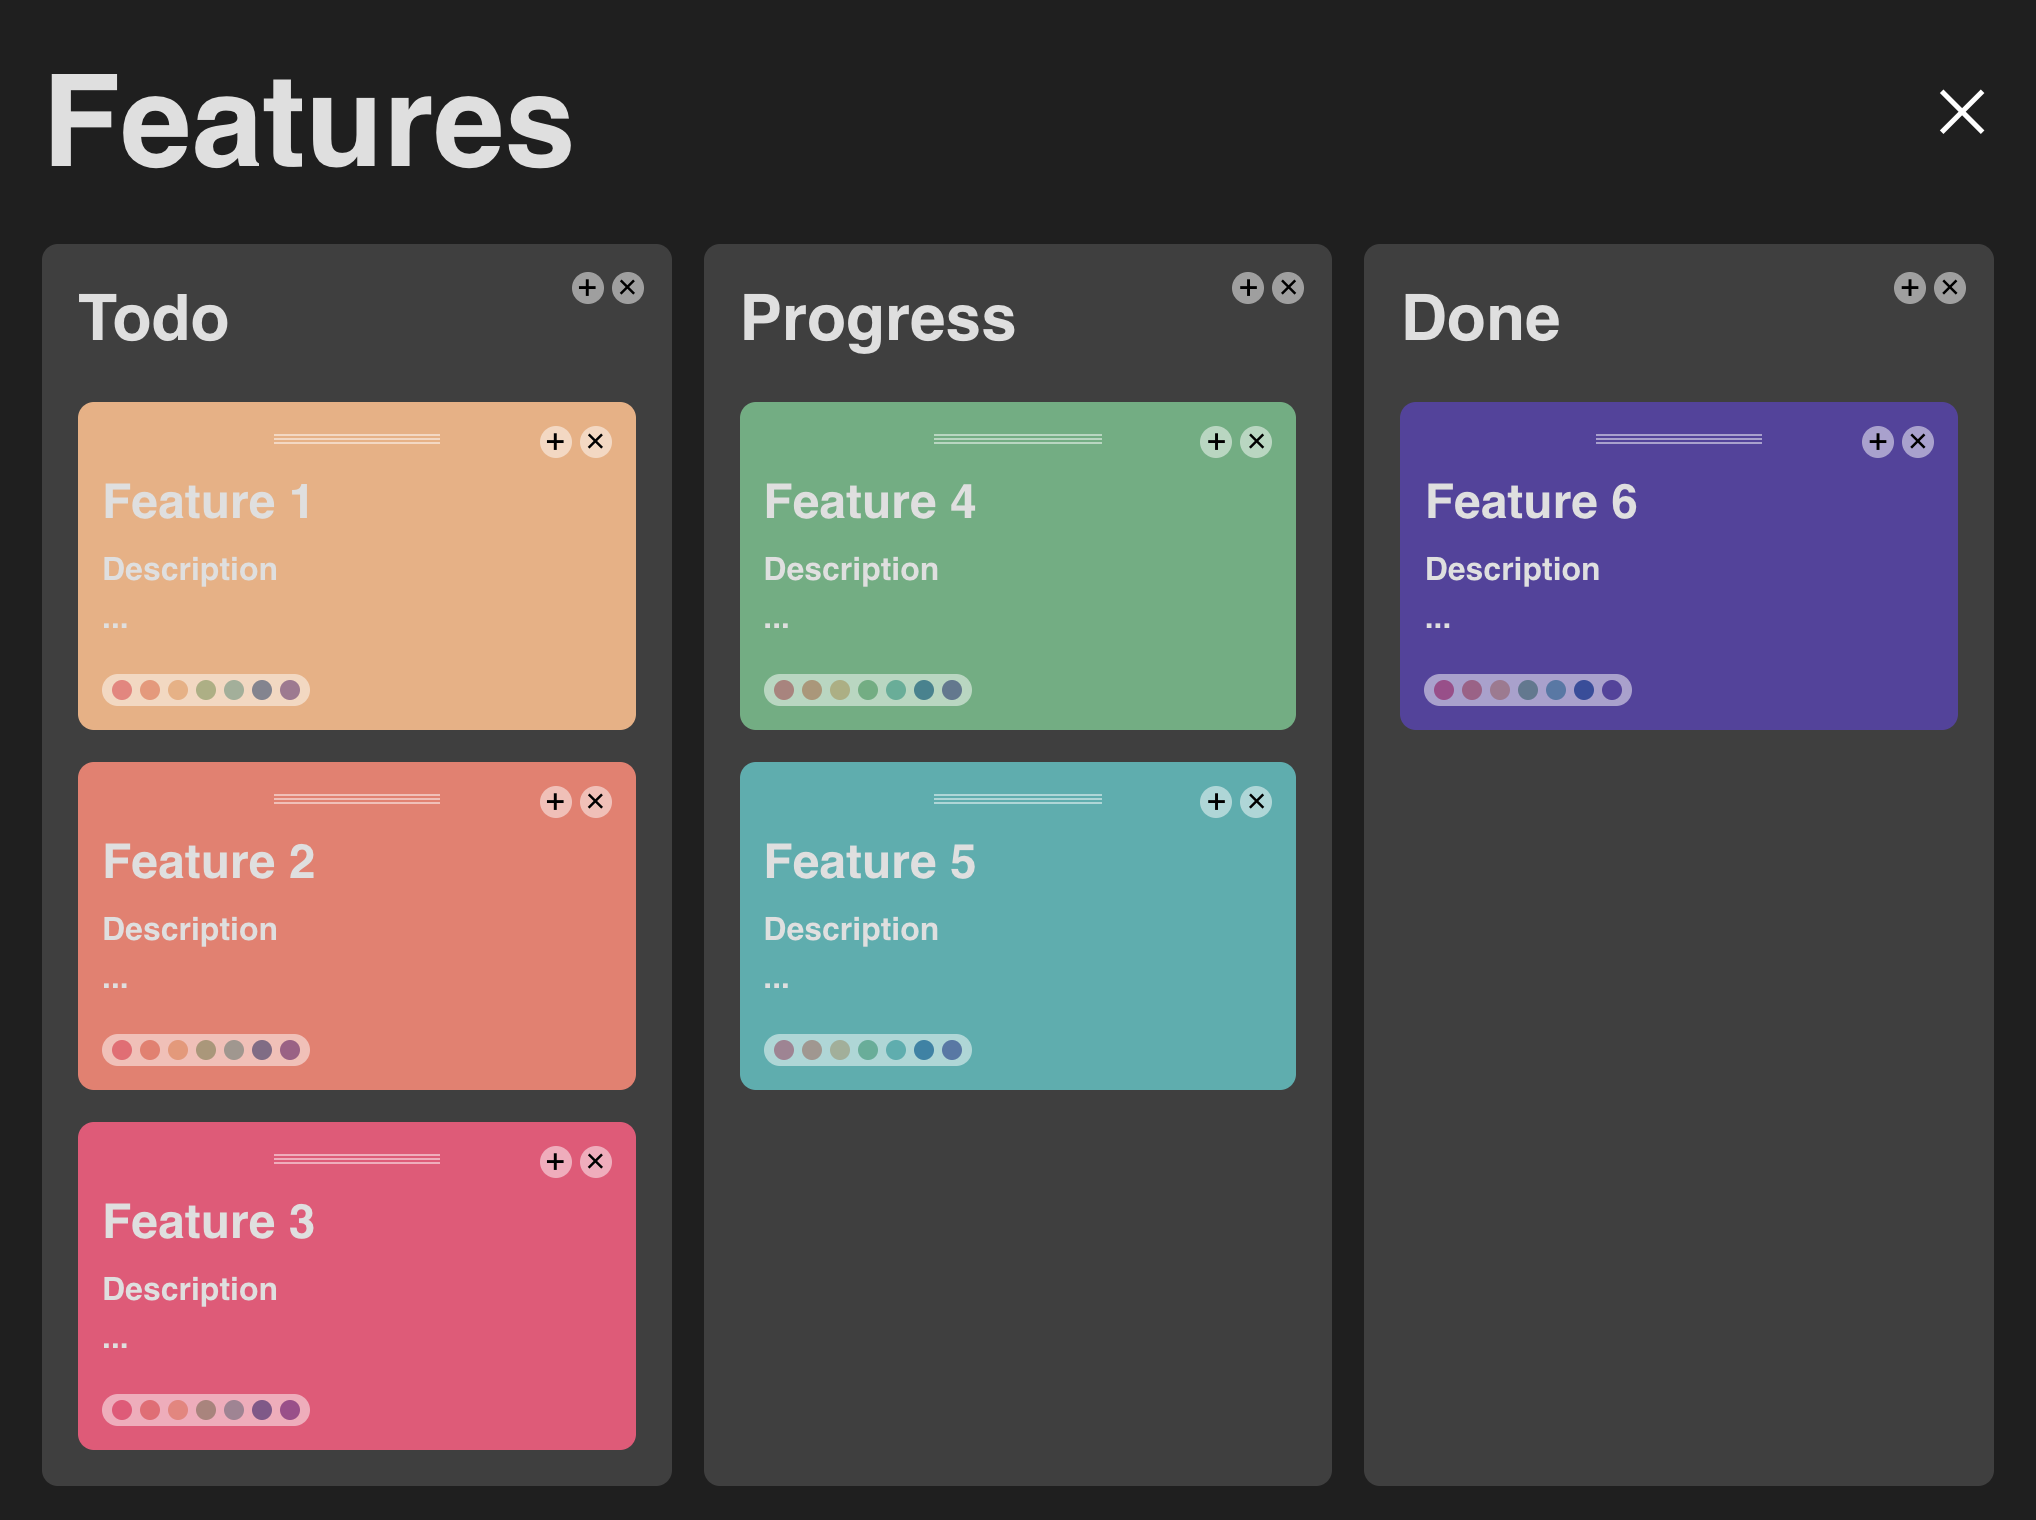 Features
Todo
Feature 1
Description
...
Feature 2
Description
...
Feature 3
Description
...
Progress
Feature 4
Description
...
Feature 5
Description
...
Done
Feature 6
Description
...